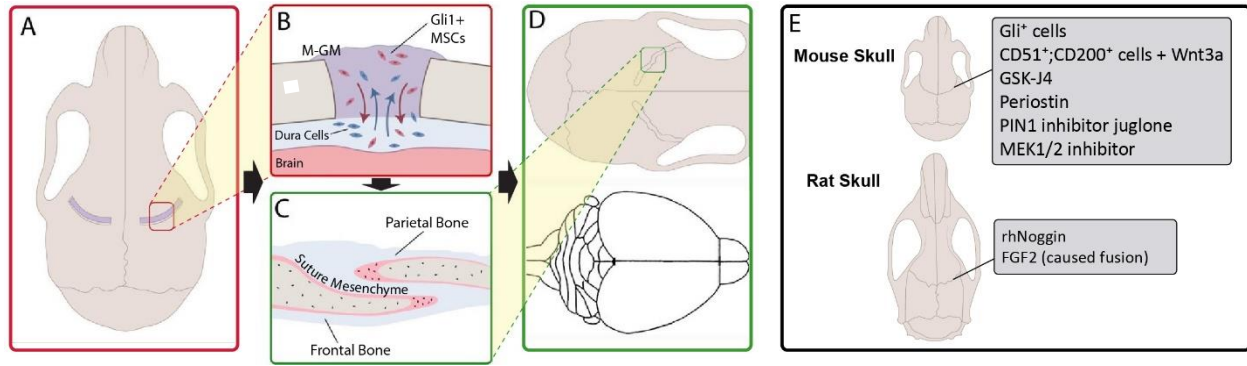 A
B
Gli1+
MSCs
M-GM
Dura Cells
Brain
C
Parietal Bone
Suture Mesenchyme
Frontal Bone
D
E
Mouse Skull
Gli⁺ cells
CD51⁺;CD200⁺ cells + Wnt3a
GSK-J4
Periostin
PIN1 inhibitor juglone
MEK1/2 inhibitor
Rat Skull
rhNoggin
FGF2 (caused fusion)